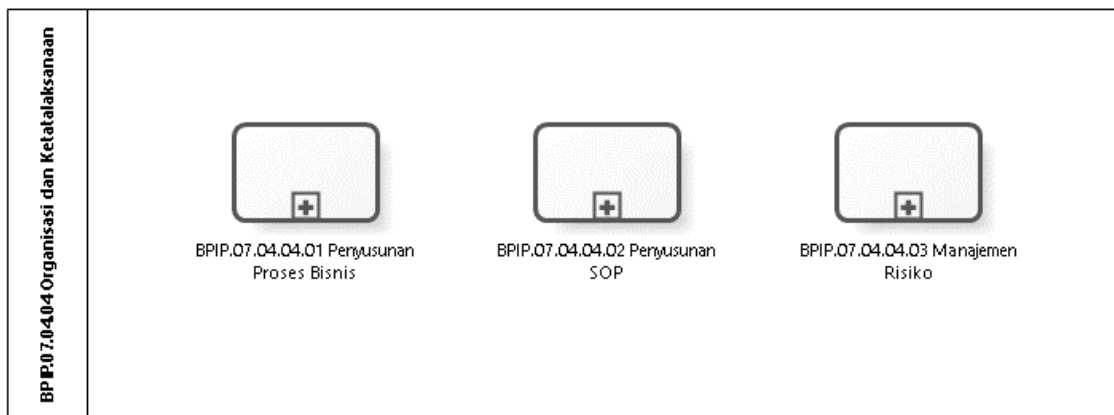 BPIP.07.04.04 Organisasi dan Ketatalaksanaan
BPIP.07.04.04.01 Penyusunan
Proses Bisnis
BPIP.07.04.04.02 Penyusunan
SOP
BPIP.07.04.04.03 Manajemen
Risiko